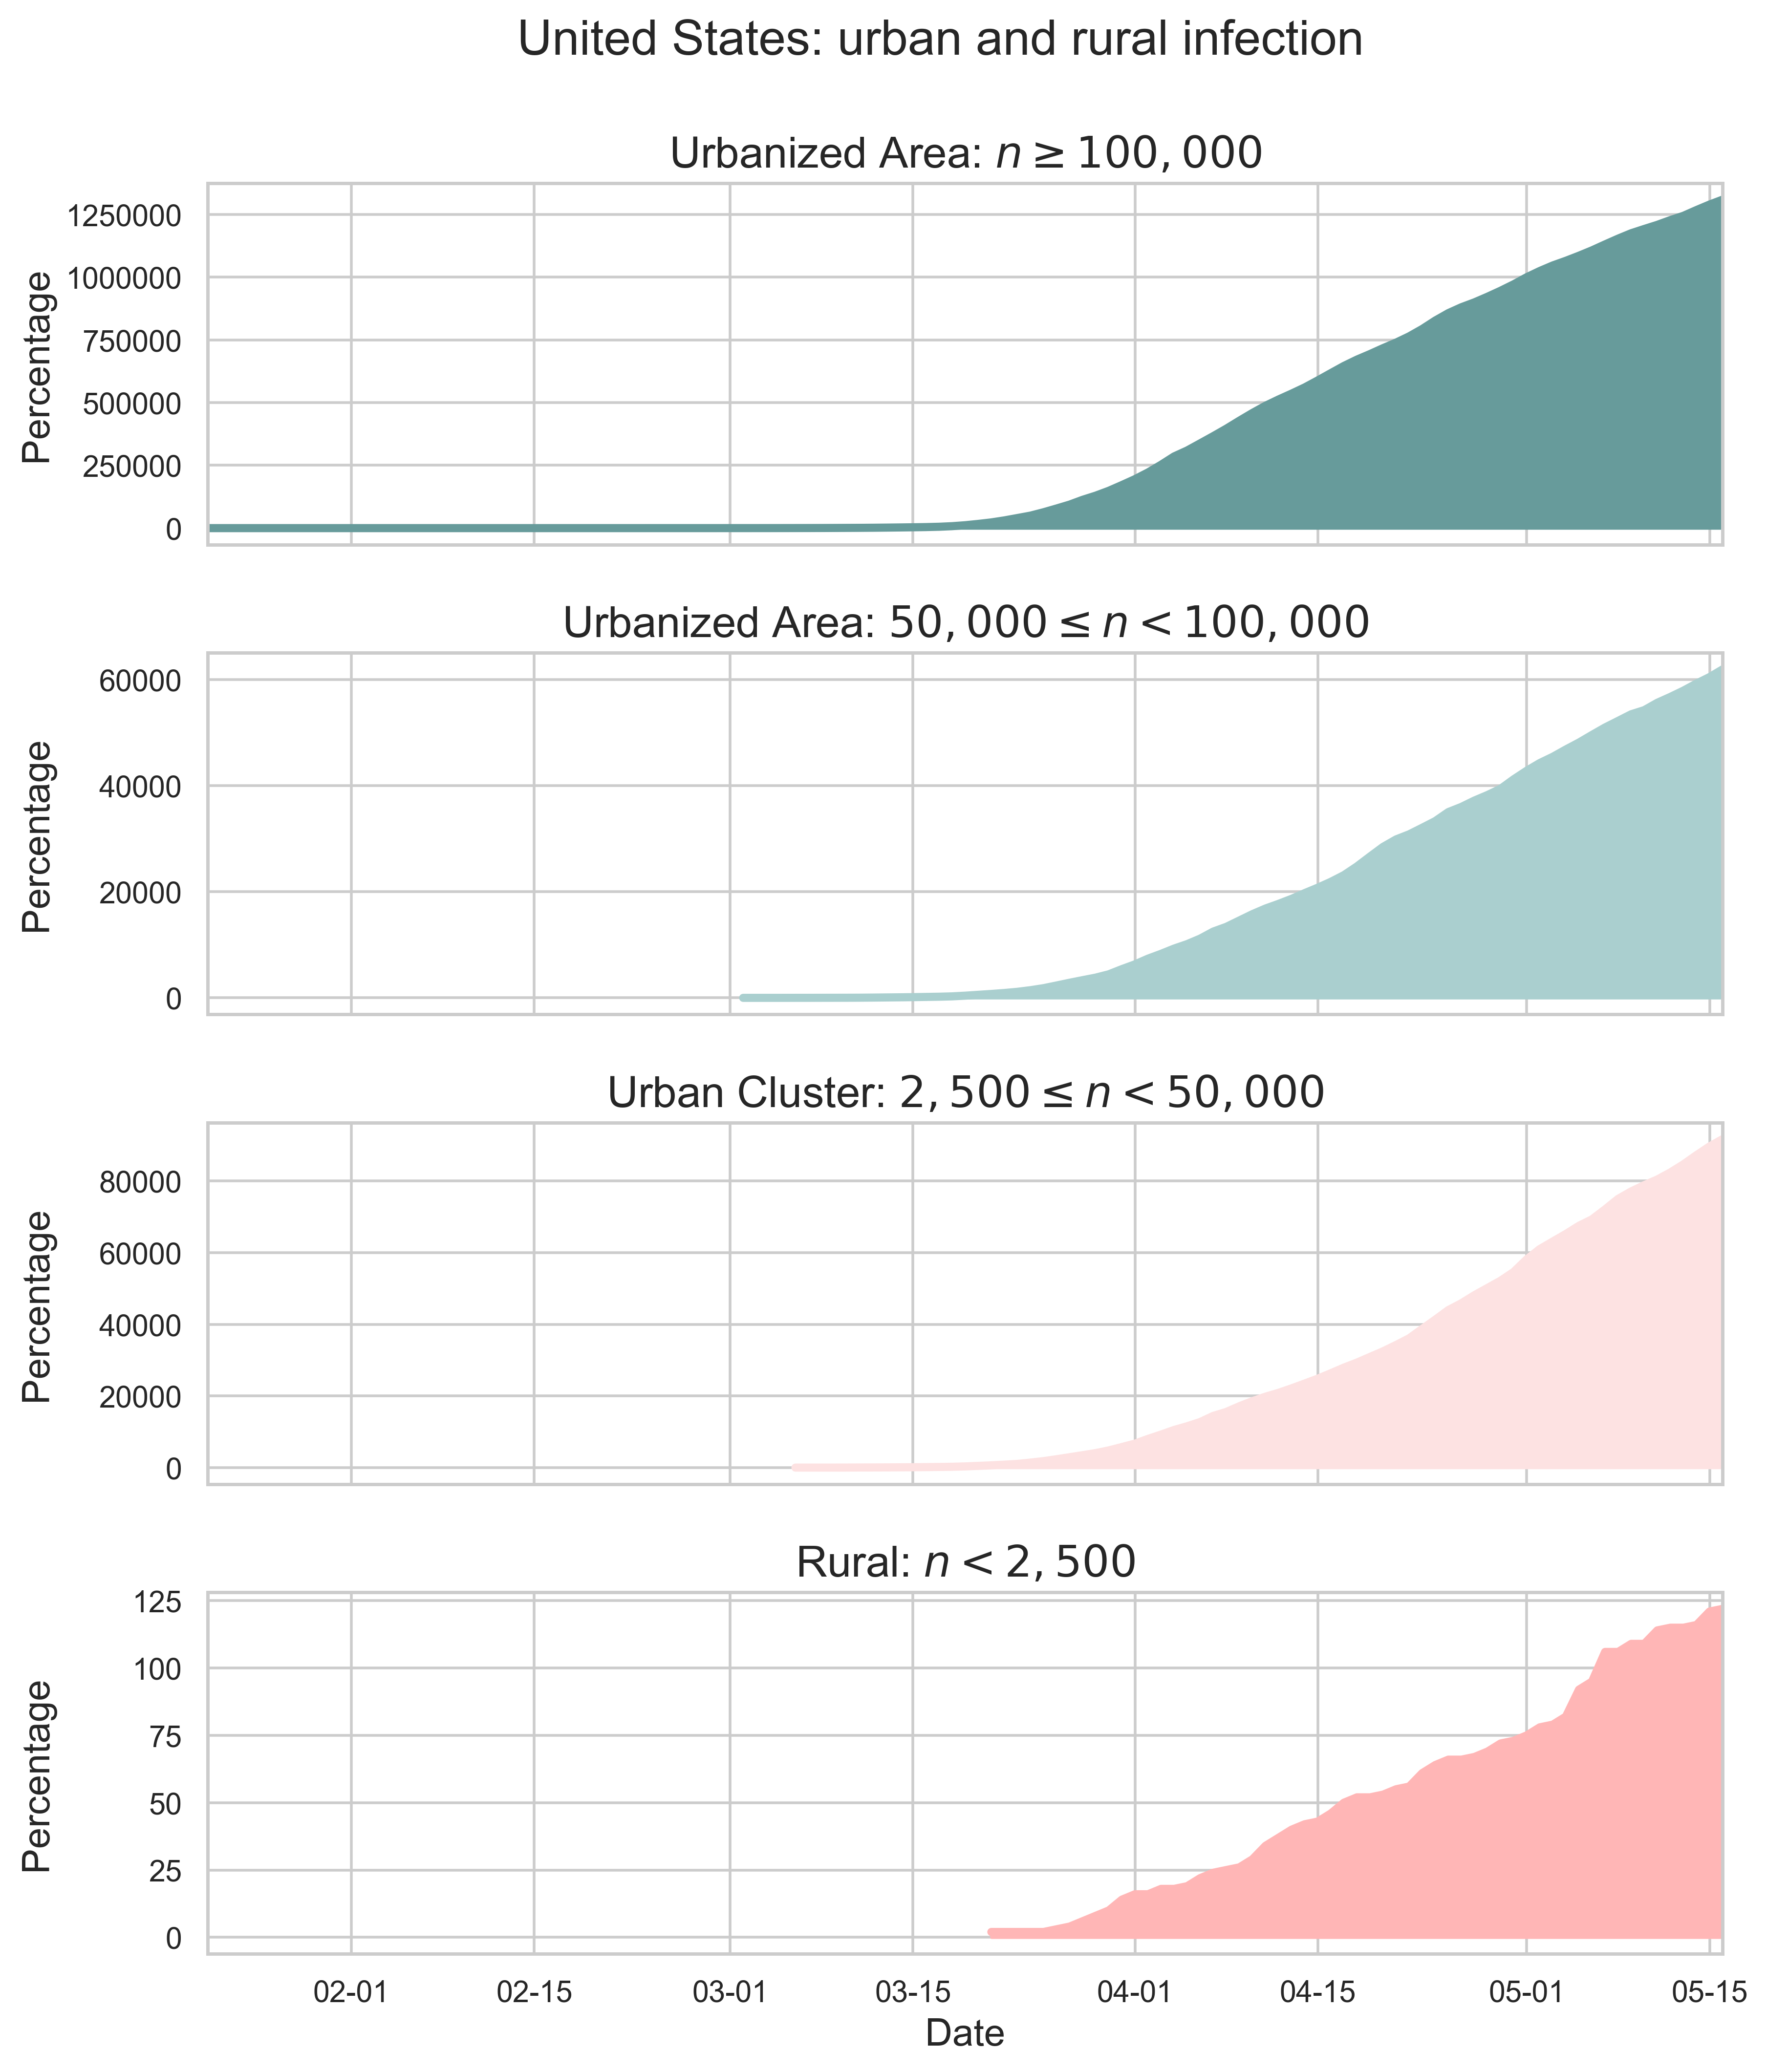 United States: urban and rural infection
Urbanized Area: n ≥ 100, 000
1250000
1000000
750000
500000
250000
0
Percentage
Urbanized Area: 50, 000 ≤ n < 100, 000
60000
40000
20000
0
Percentage
Urban Cluster: 2, 500 ≤ n < 50, 000
80000
60000
40000
20000
0
Percentage
Rural: n < 2, 500
125
100
75
50
25
0
Percentage
02-01 02-15 03-01 03-15 04-01 04-15 05-01 05-15
Date